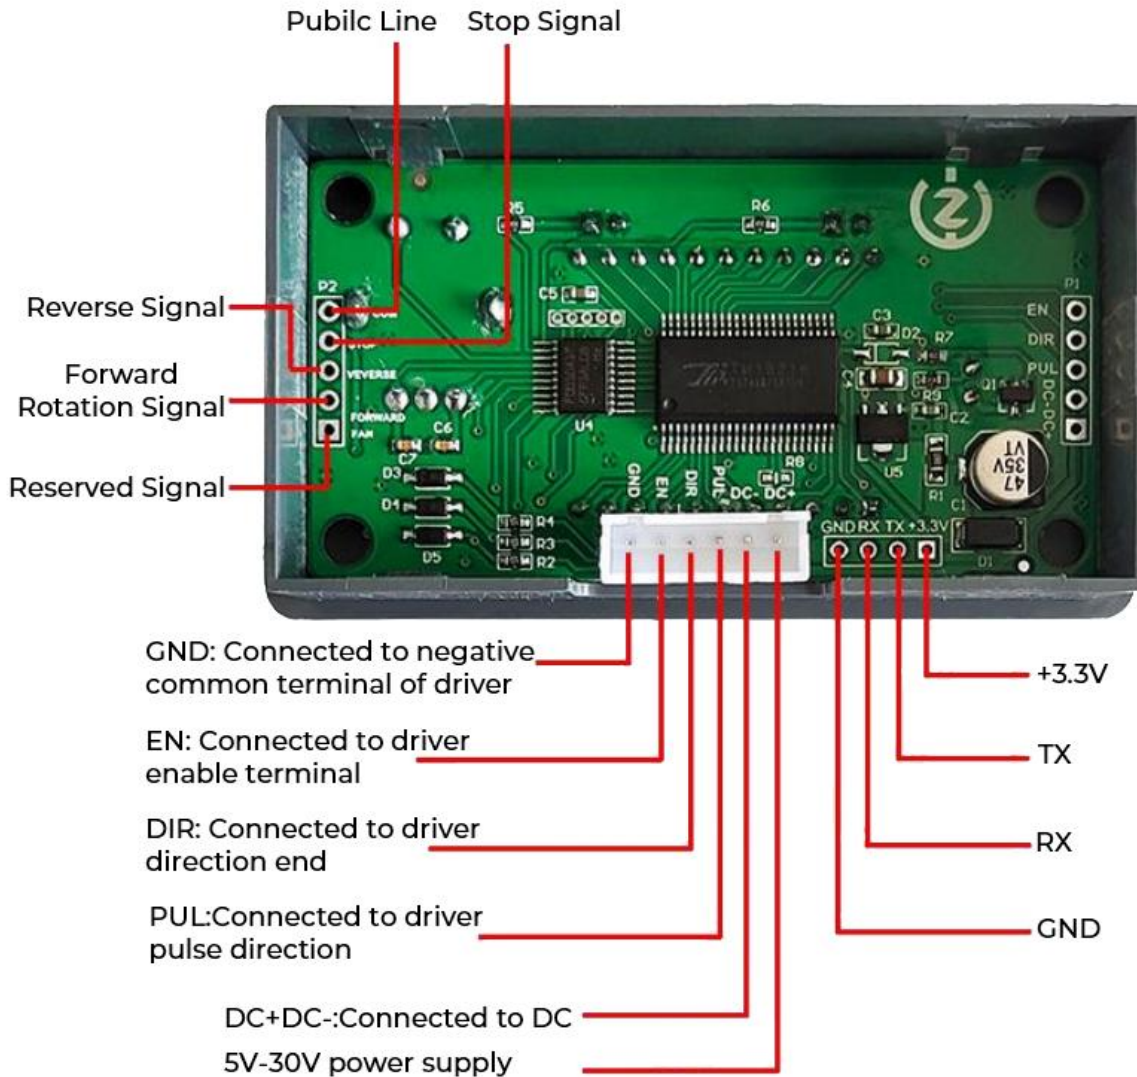 Pubilc Line
Stop Signal
R5
R6
P2
P1
Reverse Signal
COM
C5
C3
D2
R7
EN
STOP
DIR
Forward
Rotation Signal
VEVERSE
C4
R9
Q1
PUL
DC-DC-
FORWARD
FAN
C6
C7
U4
C2
U5
47
35V
VT
Reserved Signal
D3
GND
EN
DIR
PUL
DC-
DC+
R8
R1
D4
R4
C1
D5
R3
R2
GND RX TX +3.3V
D1
GND: Connected to negative
common terminal of driver
+3.3V
EN: Connected to driver
enable terminal
TX
DIR: Connected to driver
direction end
RX
PUL:Connected to driver
pulse direction
GND
DC+DC-:Connected to DC
5V-30V power supply